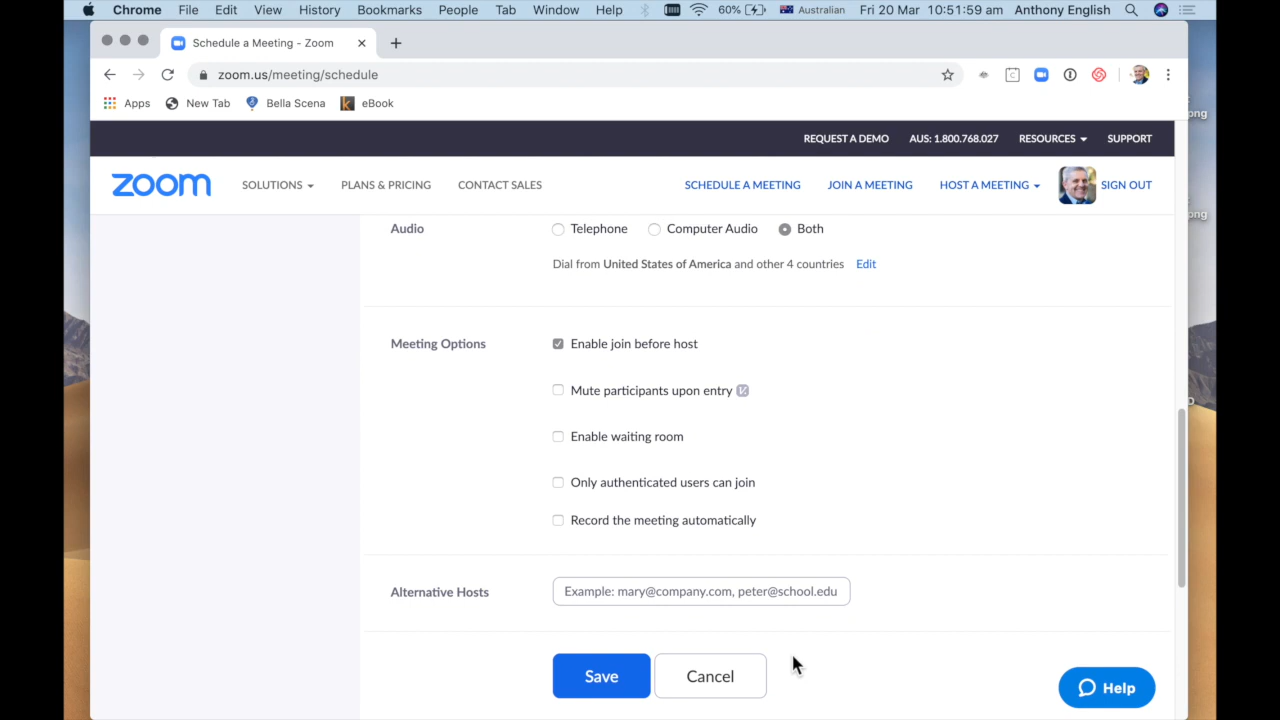 Chrome File Edit View History Bookmarks People Tab Window Help 60% Australian Fri 20 Mar 10:51:59 am Anthony English
Schedule a Meeting - Zoom
zoom.us/meeting/schedule
Apps New Tab Bella Scena eBook
REQUEST A DEMO AUS: 1.800.768.027 RESOURCES SUPPORT
zoom SOLUTIONS PLANS & PRICING CONTACT SALES SCHEDULE A MEETING JOIN A MEETING HOST A MEETING SIGN OUT
Audio Telephone Computer Audio Both
Dial from United States of America and other 4 countries Edit
Meeting Options Enable join before host
Mute participants upon entry
Enable waiting room
Only authenticated users can join
Record the meeting automatically
Alternative Hosts Example: mary@company.com, peter@school.edu
Save Cancel
Help
png
png